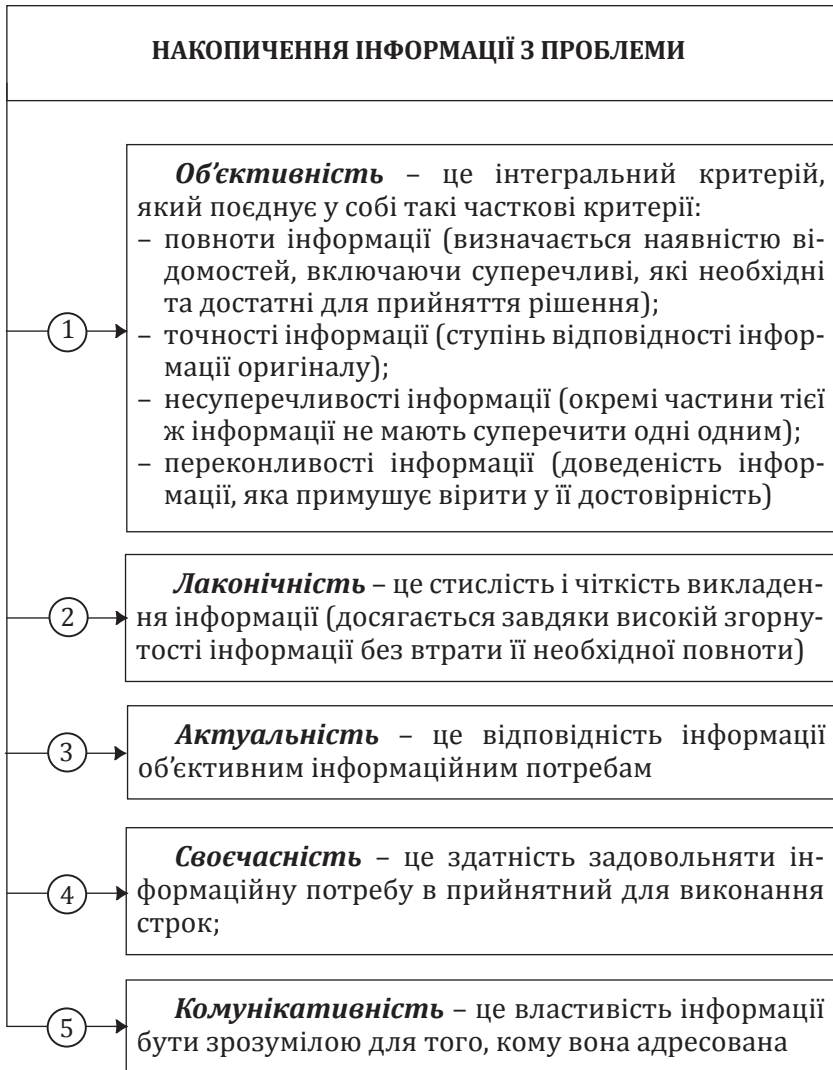 НАКОПИЧЕННЯ ІНФОРМАЦІЇ З ПРОБЛЕМИ
1
Об'єктивність – це інтегральний критерій,
який поєднує у собі такі часткові критерії:
– повноти інформації (визначається наявністю ві-
домостей, включаючи суперечливі, які необхідні
та достатні для прийняття рішення);
– точності інформації (ступінь відповідності інфор-
мації оригіналу);
– несуперечливості інформації (окремі частини тієї
ж інформації не мають суперечити одні одним);
– переконливості інформації (доведеність інфор-
мації, яка примушує вірити у її достовірність)
2
Лаконічність – це стислість і чіткість викладен-
ня інформації (досягається завдяки високій згорну-
тості інформації без втрати її необхідної повноти)
3
Актуальність – це відповідність інформації
об'єктивним інформаційним потребам
4
Своєчасність – це здатність задовольняти ін-
формаційну потребу в прийнятний для виконання
строк;
5
Комунікативність – це властивість інформації
бути зрозумілою для того, кому вона адресована